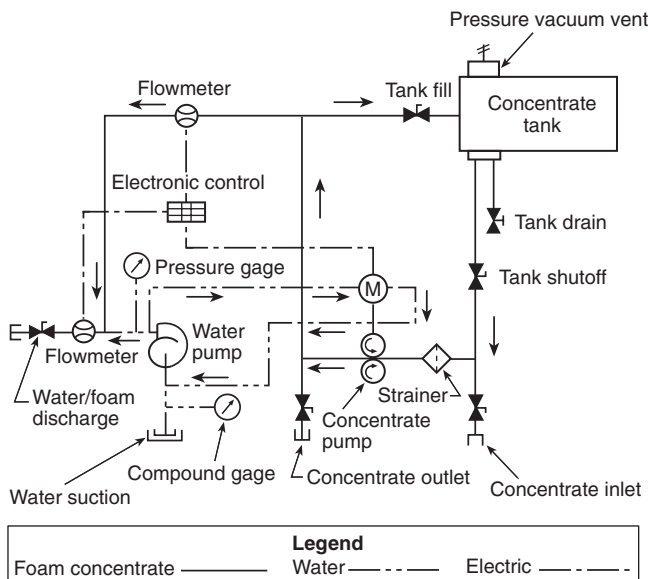 Pressure vacuum vent
Flowmeter
Tank fill
Concentrate
tank
Electronic control
Tank drain
Pressure gage
M
Tank shutoff
Flowmeter
Water
pump
Strainer
Water/foam
discharge
Concentrate
pump
Water suction
Compound gage
Concentrate outlet
Concentrate inlet
Legend
Foam concentrate
Water
Electric